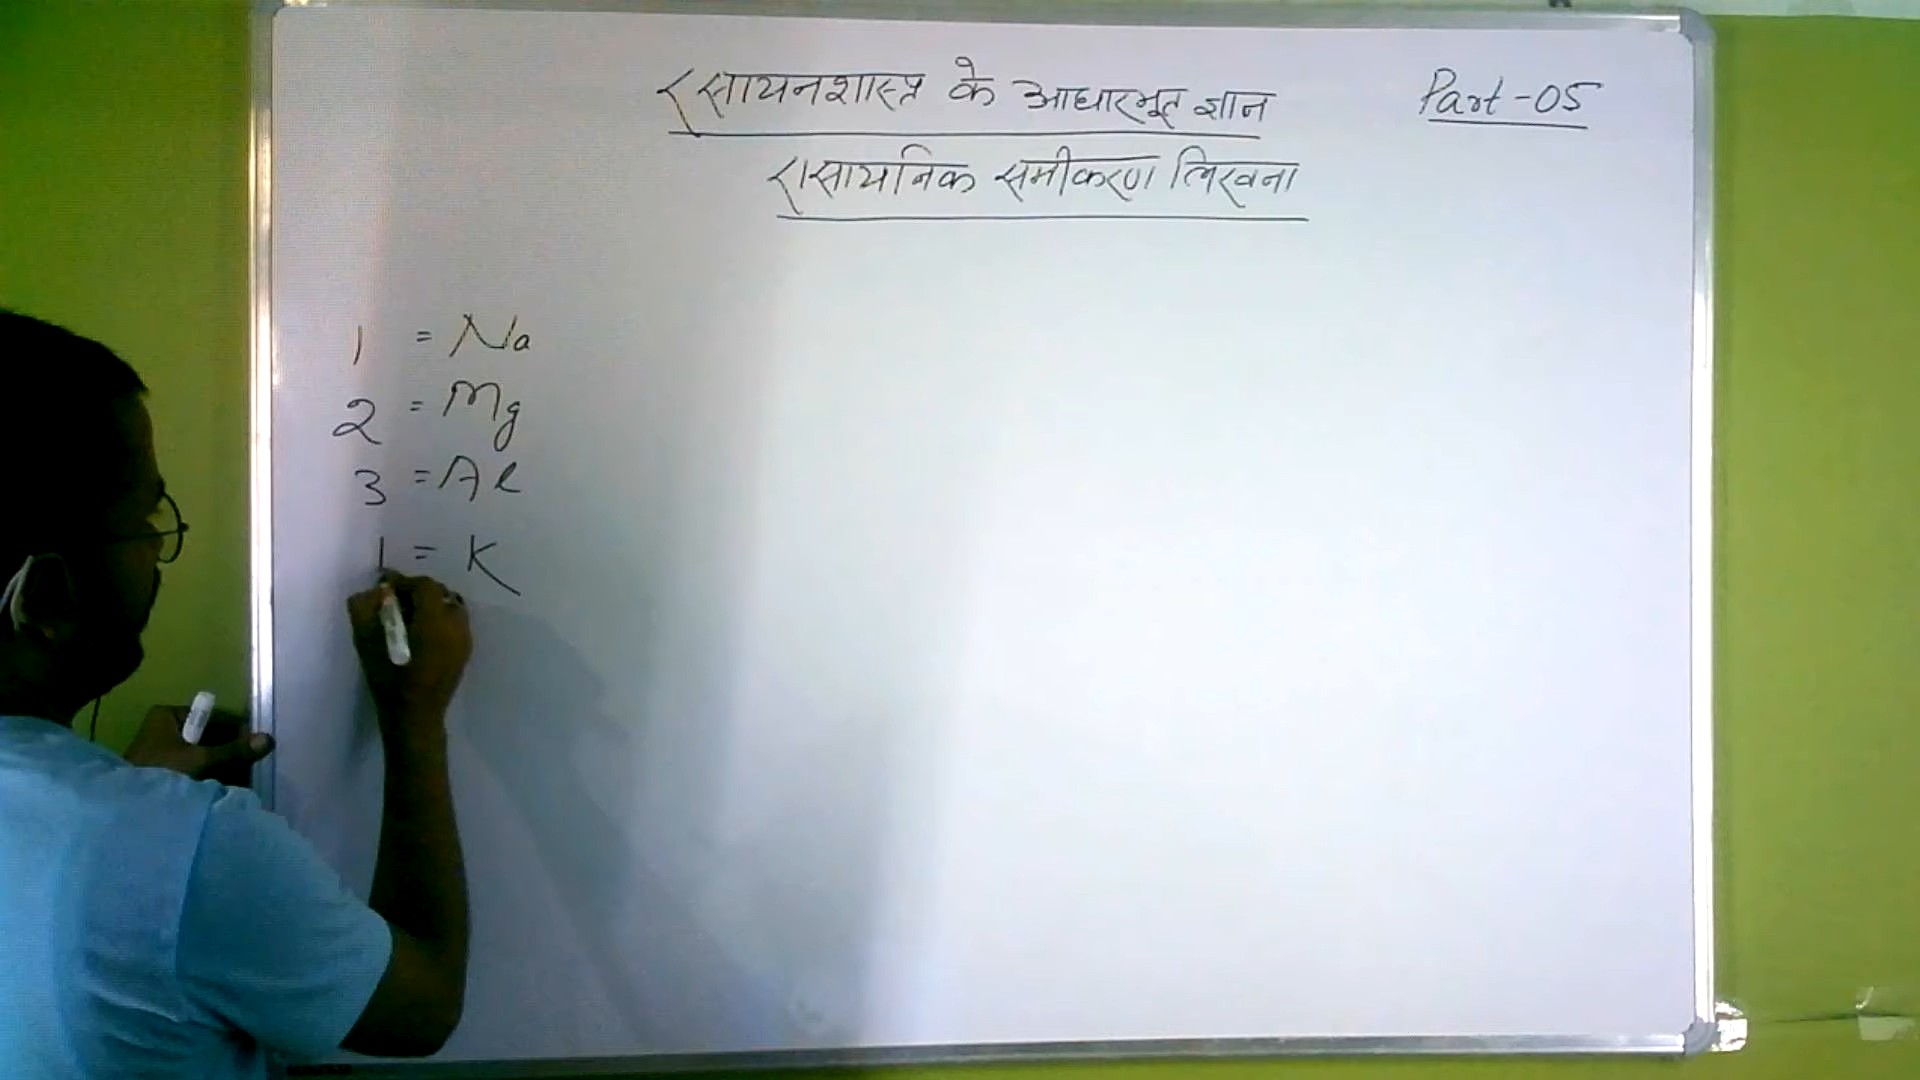 रसायनशास्त्र के आधारभूत ज्ञान Part-05
रासायनिक समीकरण लिखना
1 = Na
2 = Mg
3 = Al
1 = K